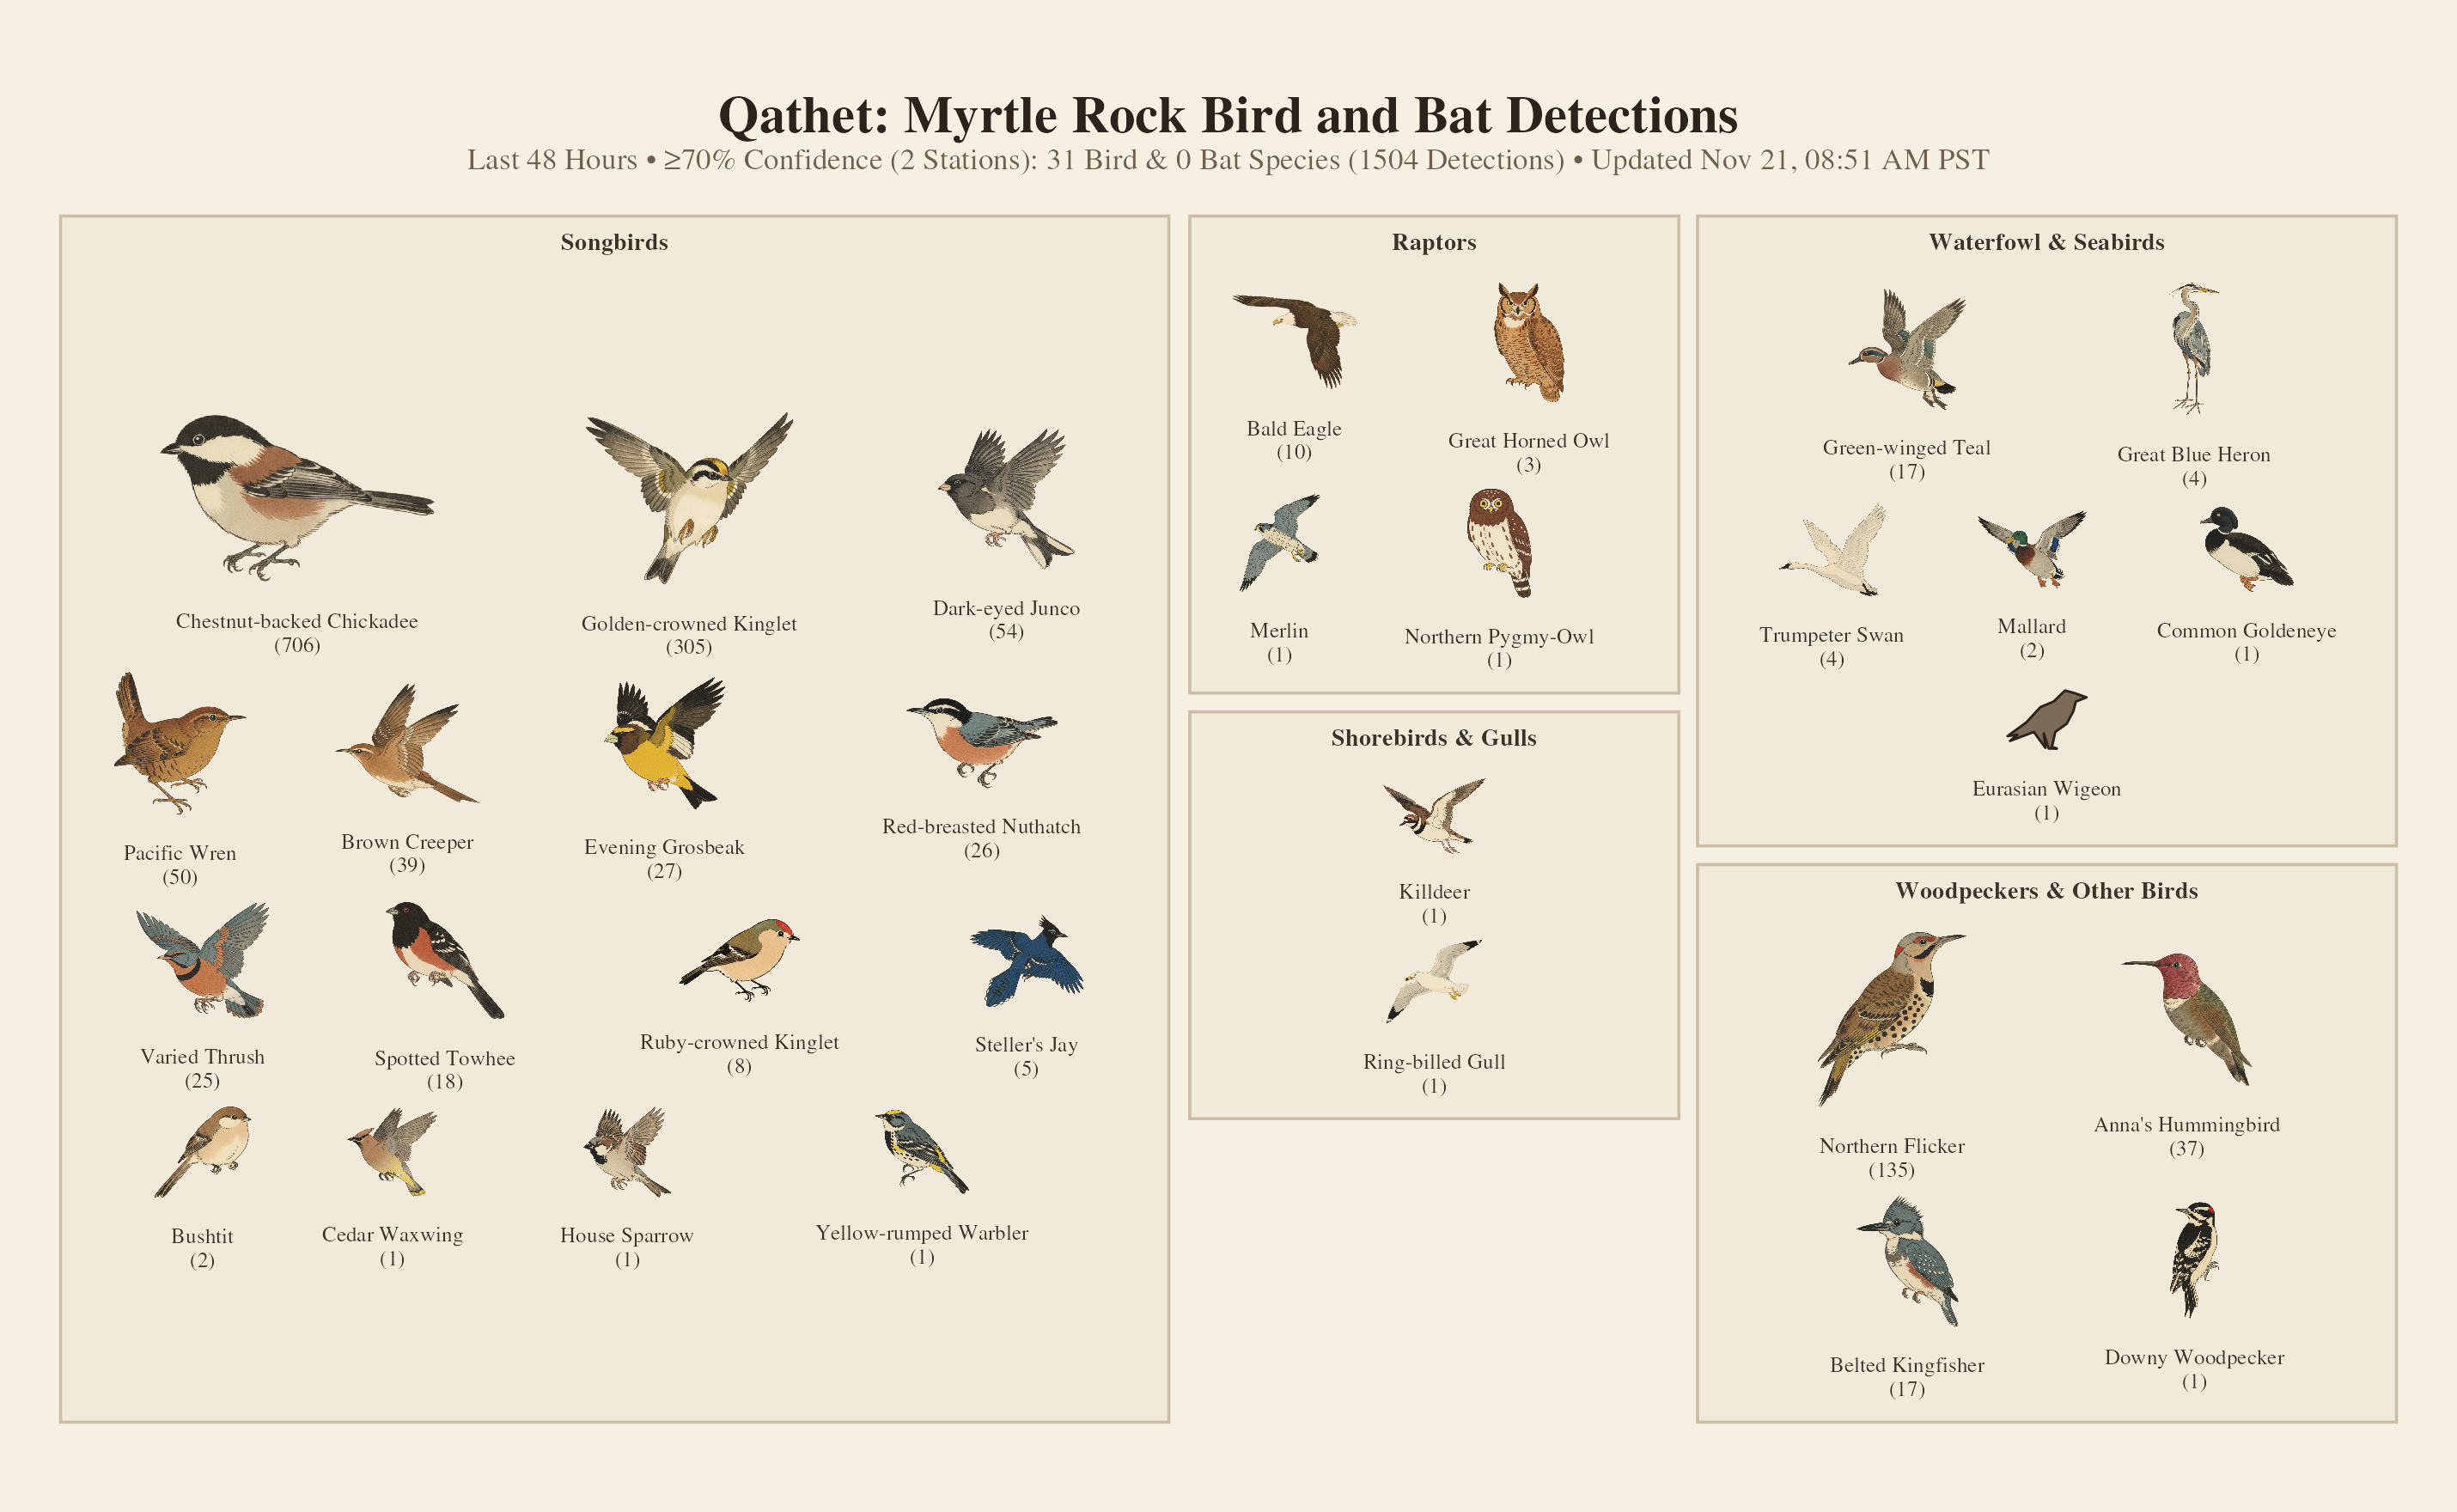 Qathet: Myrtle Rock Bird and Bat Detections
Last 48 Hours • ≥70% Confidence (2 Stations): 31 Bird & 0 Bat Species (1504 Detections) • Updated Nov 21, 08:51 AM PST
Songbirds
Chestnut-backed Chickadee
(706)
Golden-crowned Kinglet
(305)
Dark-eyed Junco
(54)
Pacific Wren
(50)
Brown Creeper
(39)
Evening Grosbeak
(27)
Red-breasted Nuthatch
(26)
Varied Thrush
(25)
Spotted Towhee
(18)
Ruby-crowned Kinglet
(8)
Steller's Jay
(5)
Bushtit
(2)
Cedar Waxwing
(1)
House Sparrow
(1)
Yellow-rumped Warbler
(1)
Raptors
Bald Eagle
(10)
Great Horned Owl
(3)
Merlin
(1)
Northern Pygmy-Owl
(1)
Shorebirds & Gulls
Killdeer
(1)
Ring-billed Gull
(1)
Waterfowl & Seabirds
Green-winged Teal
(17)
Great Blue Heron
(4)
Trumpeter Swan
(4)
Mallard
(2)
Common Goldeneye
(1)
Eurasian Wigeon
(1)
Woodpeckers & Other Birds
Northern Flicker
(135)
Anna's Hummingbird
(37)
Belted Kingfisher
(17)
Downy Woodpecker
(1)